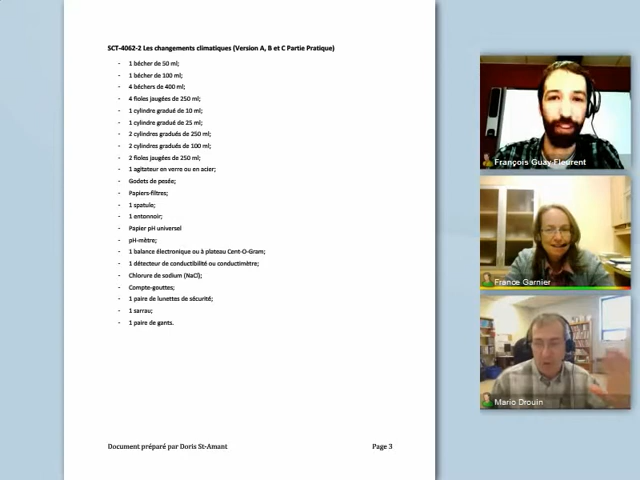 SCT-4062-2 Les changements climatiques (Version A, B et C Partie Pratique)
- 1 bécher de 50 ml;
- 1 bécher de 100 ml;
- 4 béchers de 400 ml;
- 4 fioles jaugées de 250 ml;
- 1 cylindre gradué de 10 ml;
- 1 cylindre gradué de 25 ml;
- 2 cylindres gradués de 250 ml;
- 2 cylindres gradués de 100 ml;
- 2 fioles jaugées de 250 ml;
- 1 agitateur en verre ou en acier;
- Godets de pesée;
- Papiers-filtres;
- 1 spatule;
- 1 entonnoir;
- Papier pH universel
- pH-mètre;
- 1 balance électronique ou à plateau Cent-O-Gram;
- 1 détecteur de conductibilité ou conductimètre;
- Chlorure de sodium (NaCl);
- Compte-gouttes;
- 1 paire de lunettes de sécurité;
- 1 sarrau;
- 1 paire de gants.
Document préparé par Doris St-Amant Page 3
François Guay-Fleurent
France Garnier
Mario Drouin